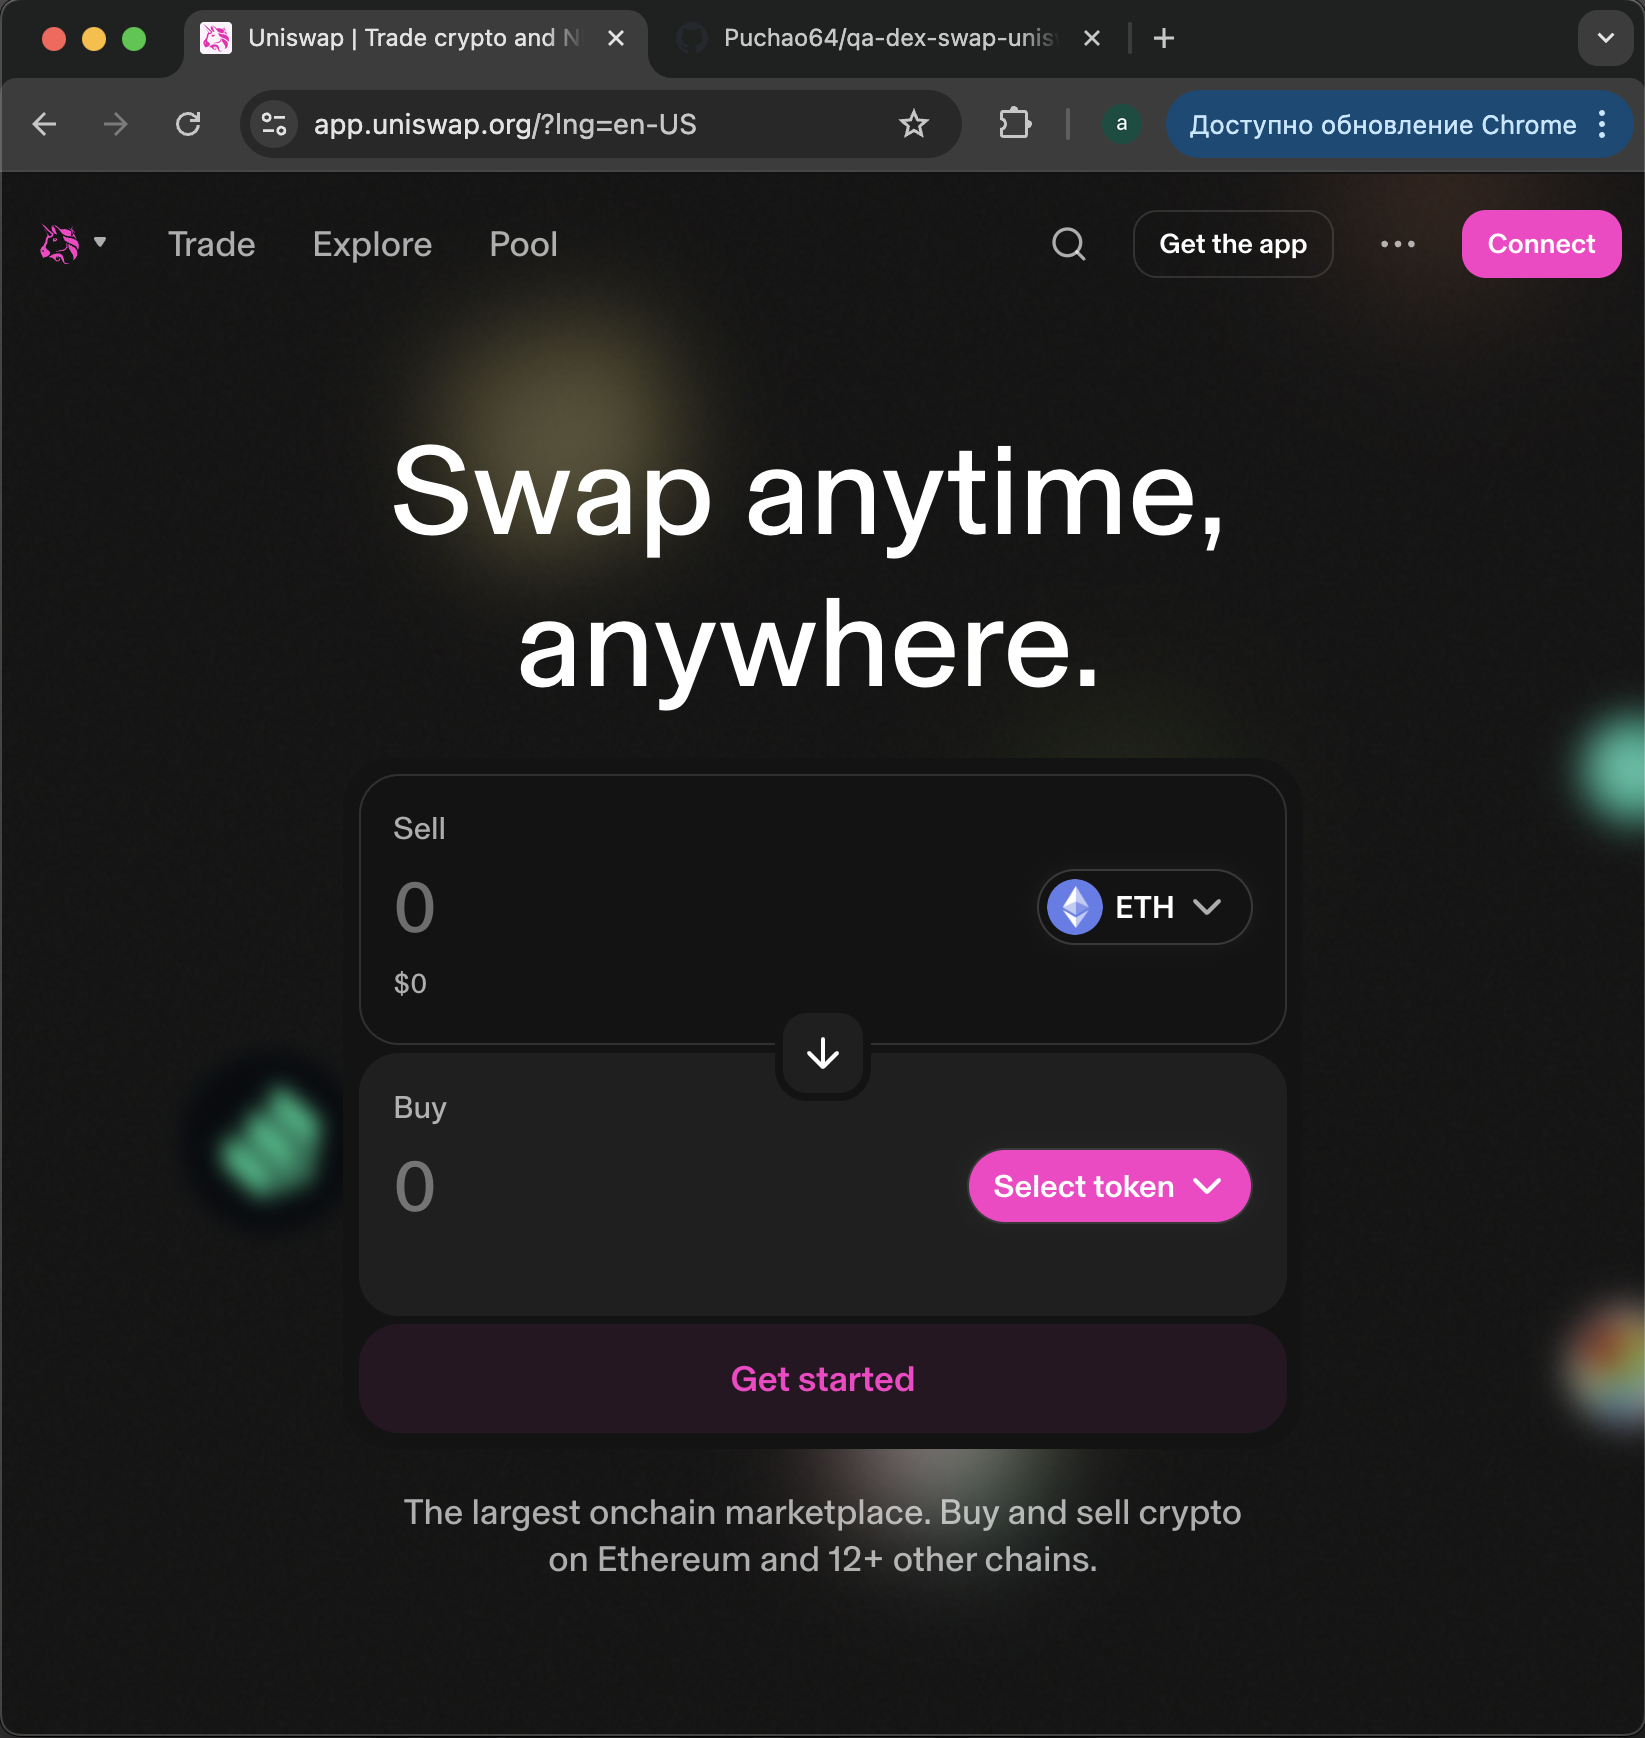 Uniswap | Trade crypto and N
Puchao64/qa-dex-swap-unis
app.uniswap.org/?lng=en-US
a
Доступно обновление Chrome
Trade
Explore
Pool
Get the app
Connect
Swap anytime,
anywhere.
Sell
0
ETH
$0
Buy
0
Select token
Get started
The largest onchain marketplace. Buy and sell crypto
on Ethereum and 12+ other chains.